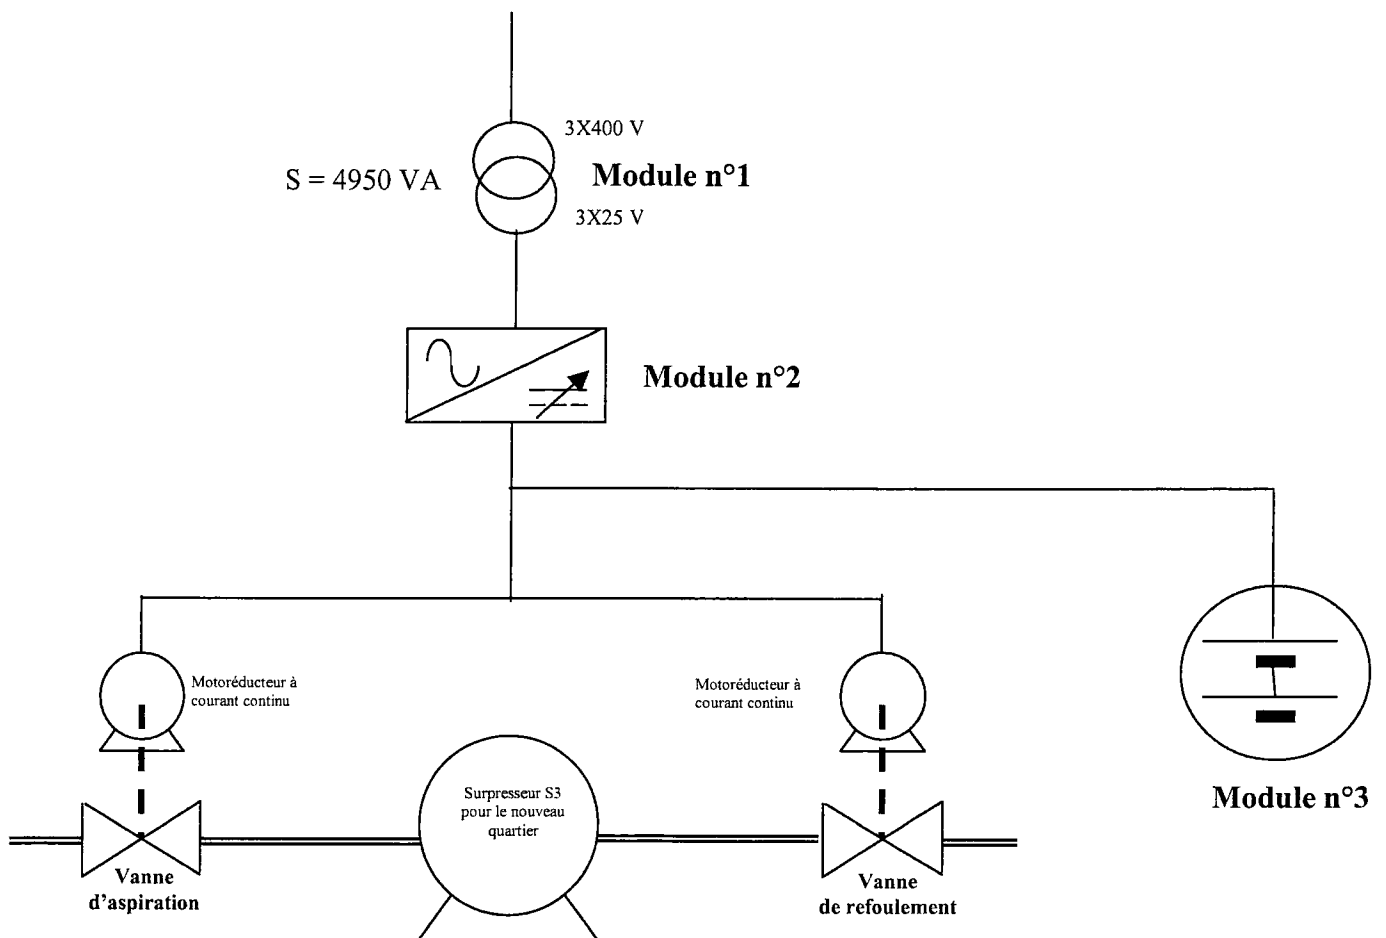 3X400 V
S = 4950 VA
Module n°1
3X25 V
Module n°2
Motoréducteur à
courant continu
Motoréducteur à
courant continu
Surpresseur S3
pour le nouveau
quartier
Module n°3
Vanne
d'aspiration
Vanne
de refoulement